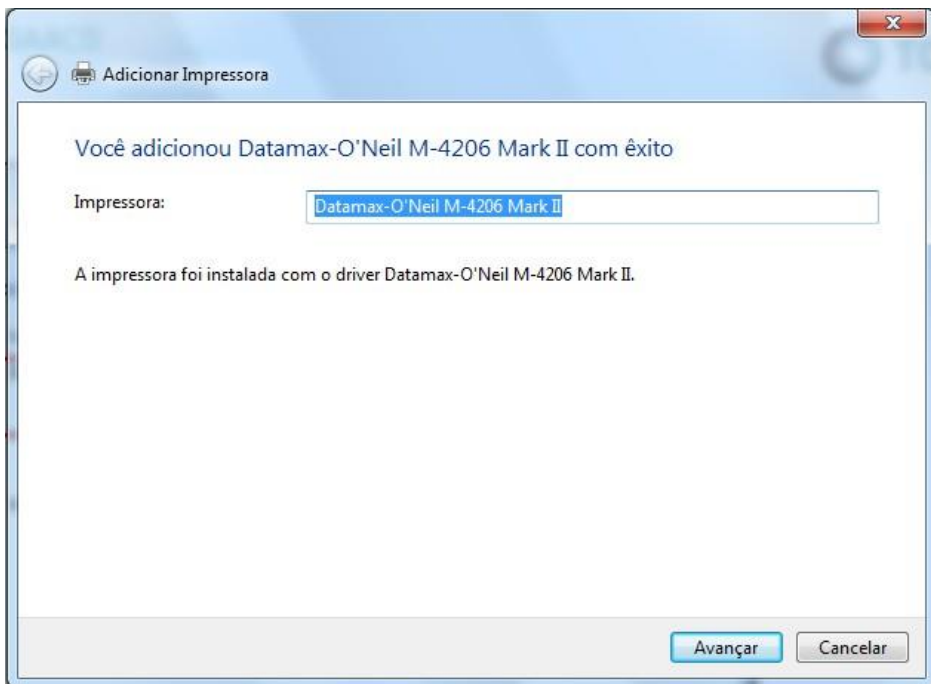 Adicionar Impressora
Você adicionou Datamax-O'Neil M-4206 Mark II com êxito
Impressora:
Datamax-O'Neil M-4206 Mark II
A impressora foi instalada com o driver Datamax-O'Neil M-4206 Mark II.
Avançar
Cancelar